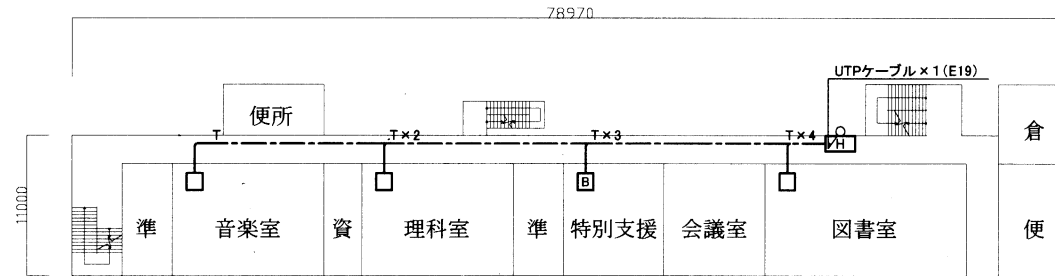 78970
UTPケーブル×1(E19)
便所
倉
T
T×2
T×3
T×4
H
B
11000
準
音楽室
資
理科室
準
特別支援
会議室
図書室
便